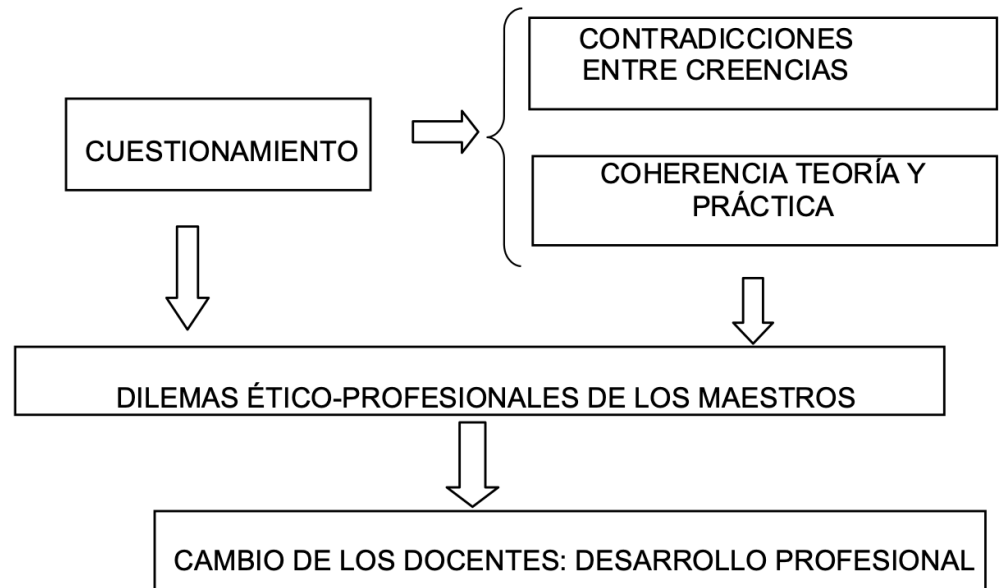 CONTRADICCIONES
ENTRE CREENCIAS
CUESTIONAMIENTO
COHERENCIA TEORÍA Y
PRÁCTICA
DILEMAS ÉTICO-PROFESIONALES DE LOS MAESTROS
CAMBIO DE LOS DOCENTES: DESARROLLO PROFESIONAL